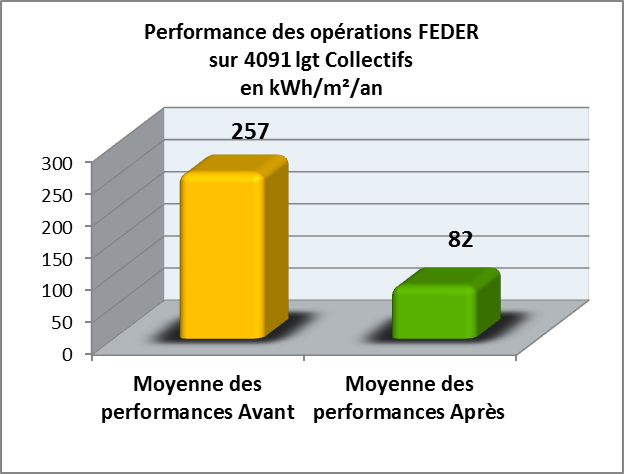 Performance des opérations FEDER
sur 4091 lgt Collectifs
en kWh/m²/an
257
82
300
250
200
150
100
50
0
Moyenne des
performances Avant
Moyenne des
performances Après